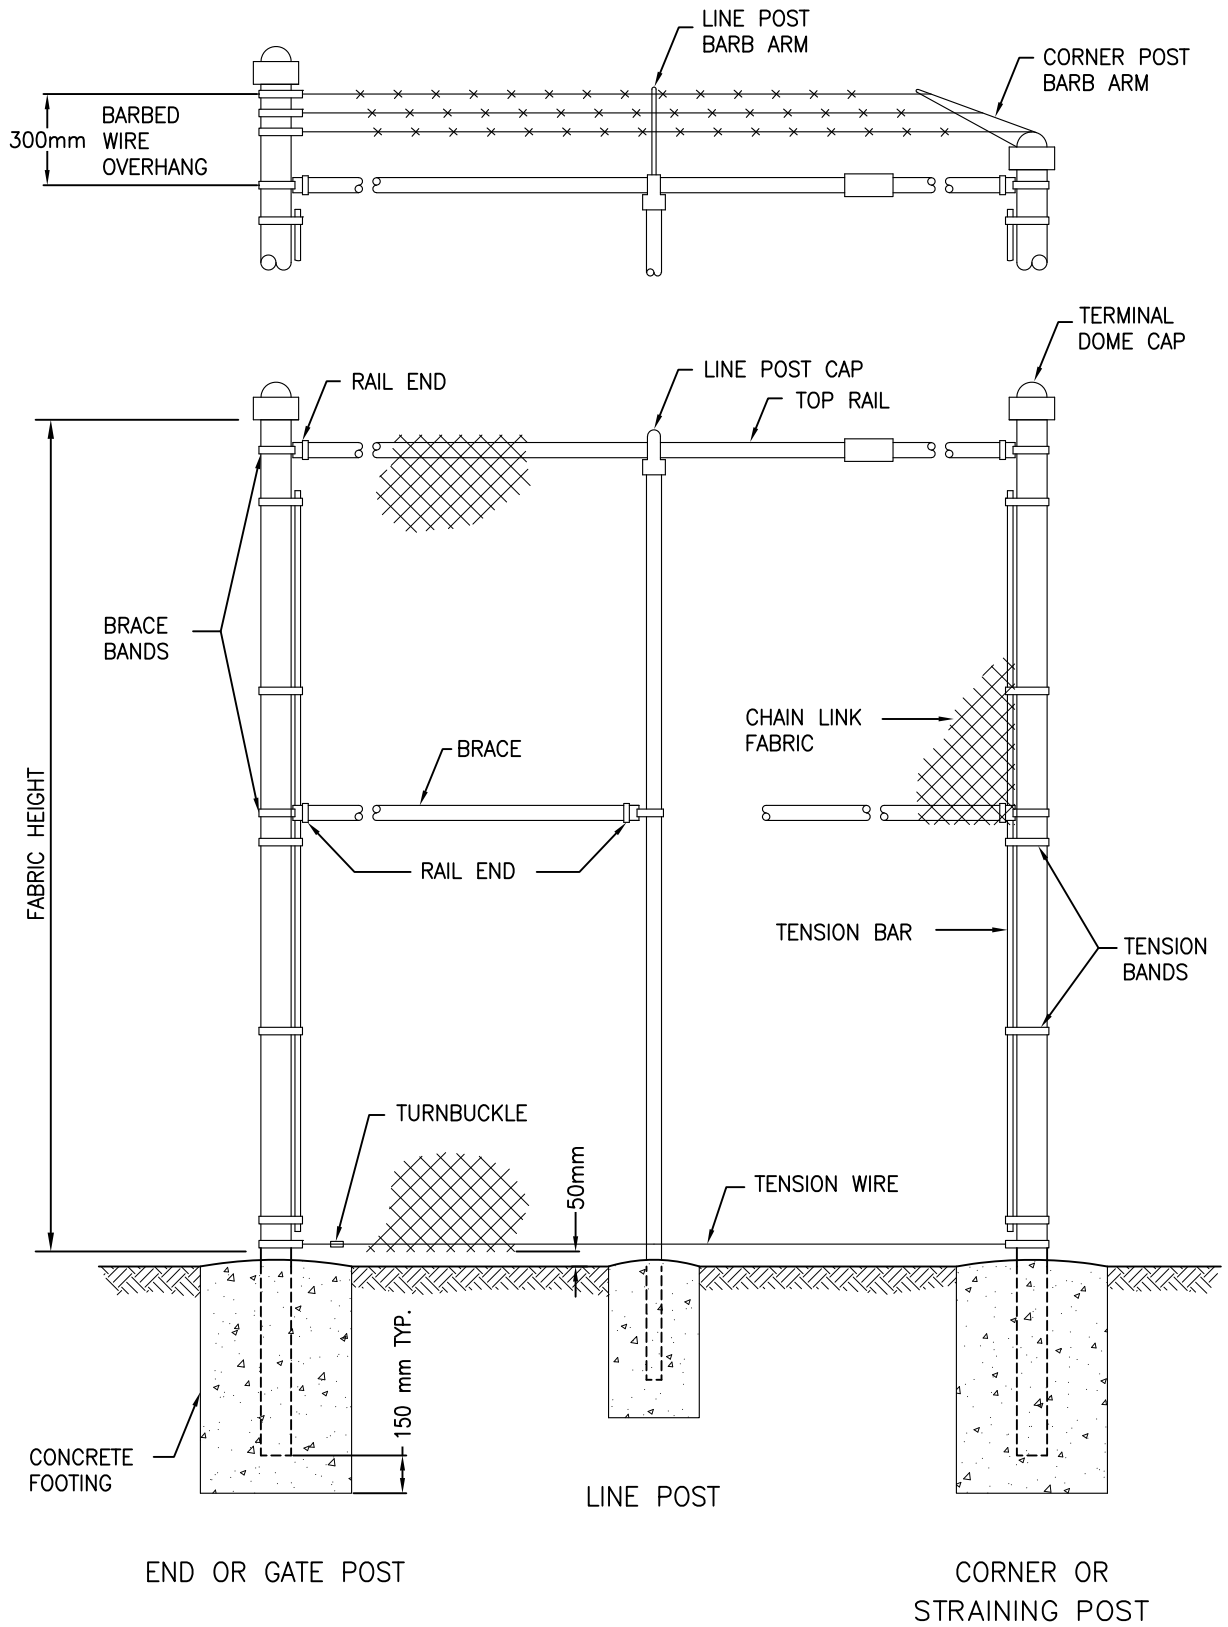 LINE POST
BARB ARM
CORNER POST
BARB ARM
300mm
BARBED
WIRE
OVERHANG
TERMINAL
DOME CAP
RAIL END
LINE POST CAP
TOP RAIL
BRACE
BANDS
CHAIN LINK
FABRIC
BRACE
FABRIC HEIGHT
RAIL END
TENSION BAR
TENSION
BANDS
TURNBUCKLE
50mm
TENSION WIRE
150 mm TYP.
CONCRETE
FOOTING
LINE POST
END OR GATE POST
CORNER OR
STRAINING POST